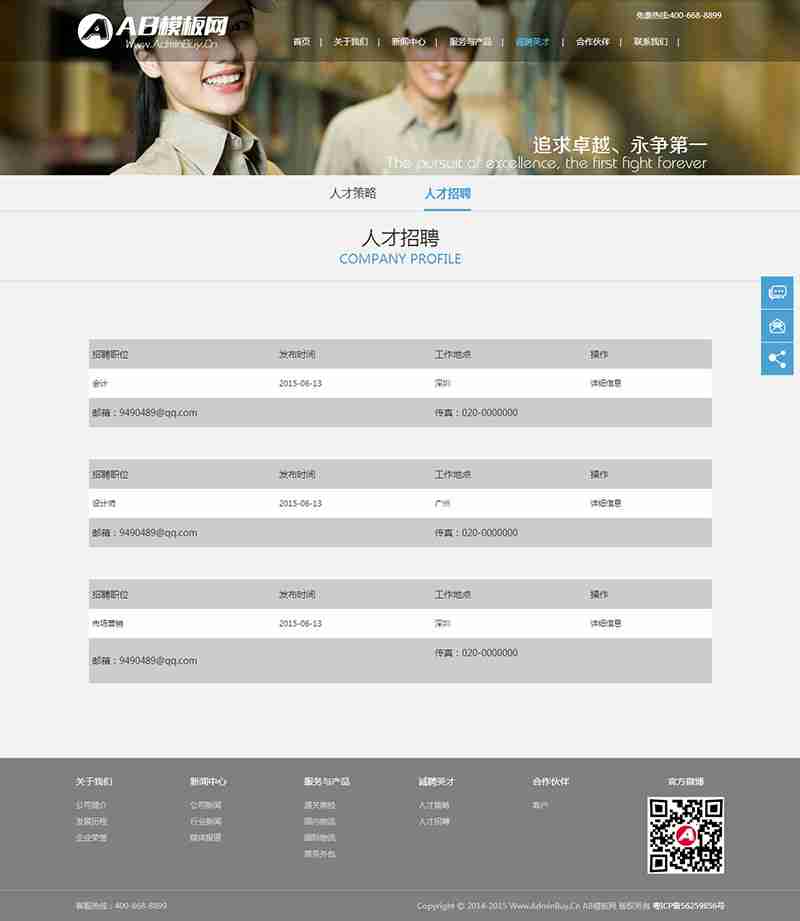 免费热线:400-668-8899
AB模板网
Www.AdminBuy.Cn
首页 | 关于我们 | 新闻中心 | 服务与产品 | 诚聘英才 | 合作伙伴 | 联系我们 |
追求卓越、永争第一
The pursuit of excellence, the first fight forever
人才策略 人才招聘
人才招聘
COMPANY PROFILE
招聘职位 发布时间 工作地点 操作
会计 2015-06-13 深圳 详细信息
邮箱：9490489@qq.com 传真：020-0000000
招聘职位 发布时间 工作地点 操作
设计师 2015-06-13 广州 详细信息
邮箱：9490489@qq.com 传真：020-0000000
招聘职位 发布时间 工作地点 操作
市场营销 2015-06-13 深圳 详细信息
邮箱：9490489@qq.com 传真：020-0000000
关于我们 新闻中心 服务与产品 诚聘英才 合作伙伴 官方微博
公司简介 公司新闻 通关商检 人才策略 客户
发展历程 行业新闻 国内物流 人才招聘
企业荣誉 媒体报道 国际物流
商务外包
客服热线：400-668-8899 Copyright © 2014-2015 Www.AdminBuy.Cn AB模板网 版权所有 粤ICP备56259856号